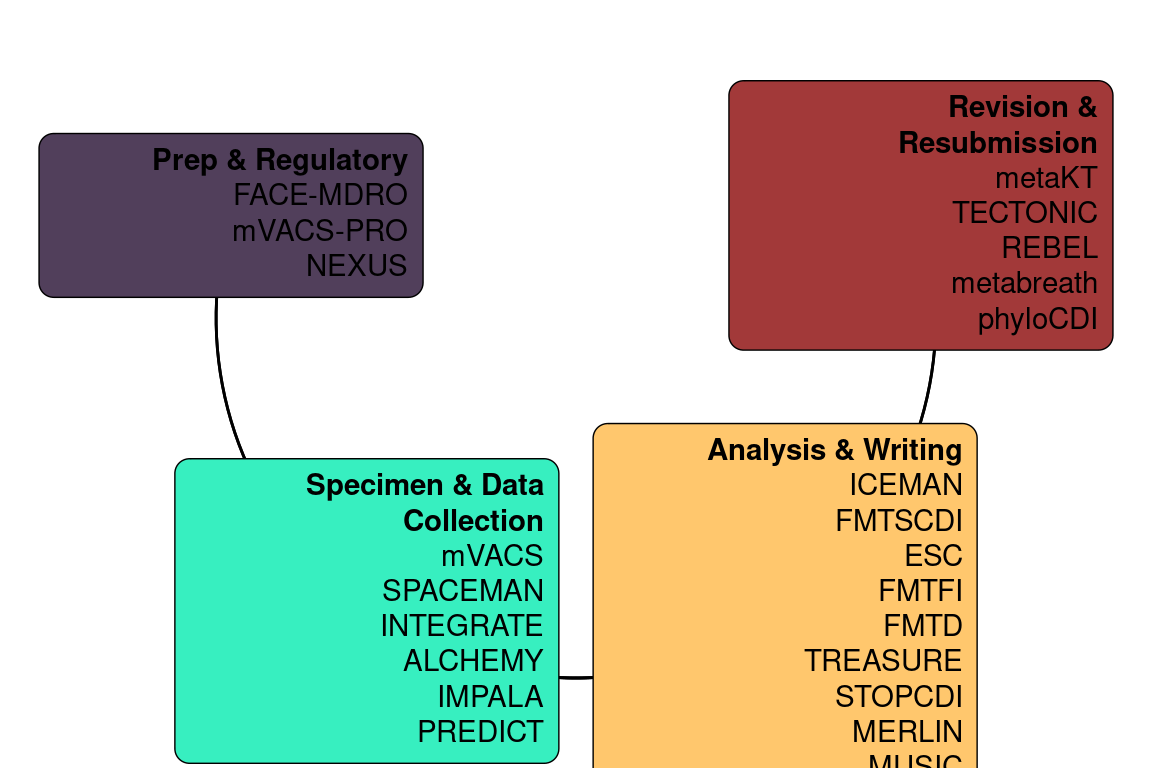 Prep & Regulatory
FACE-MDRO
mVACS-PRO
NEXUS
Revision &
Resubmission
metaKT
TECTONIC
REBEL
metabreath
phyloCDI
Specimen & Data
Collection
mVACS
SPACEMAN
INTEGRATE
ALCHEMY
IMPALA
PREDICT
Analysis & Writing
ICEMAN
FMTSCDI
ESC
FMTFI
FMTD
TREASURE
STOPCDI
MERLIN
MUSIC